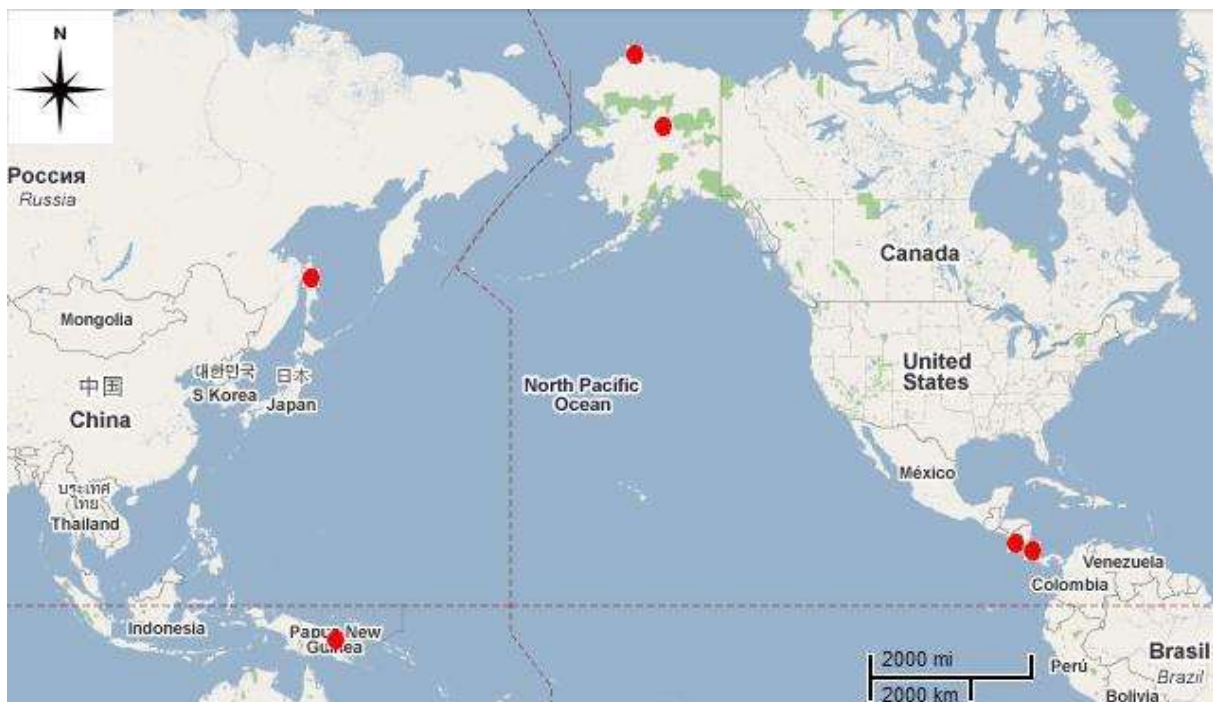 N
Россия
Russia
Canada
Mongolia
대한민국
S Korea
日本
Japan
中国
China
United
States
North Pacific
Ocean
México
ประเทศ
ไทย
Thailand
Venezuela
Colombia
Indonesia
Papua New
Guinea
2000 mi
2000 km
Perú
Brasil
Brazil
Bolivia